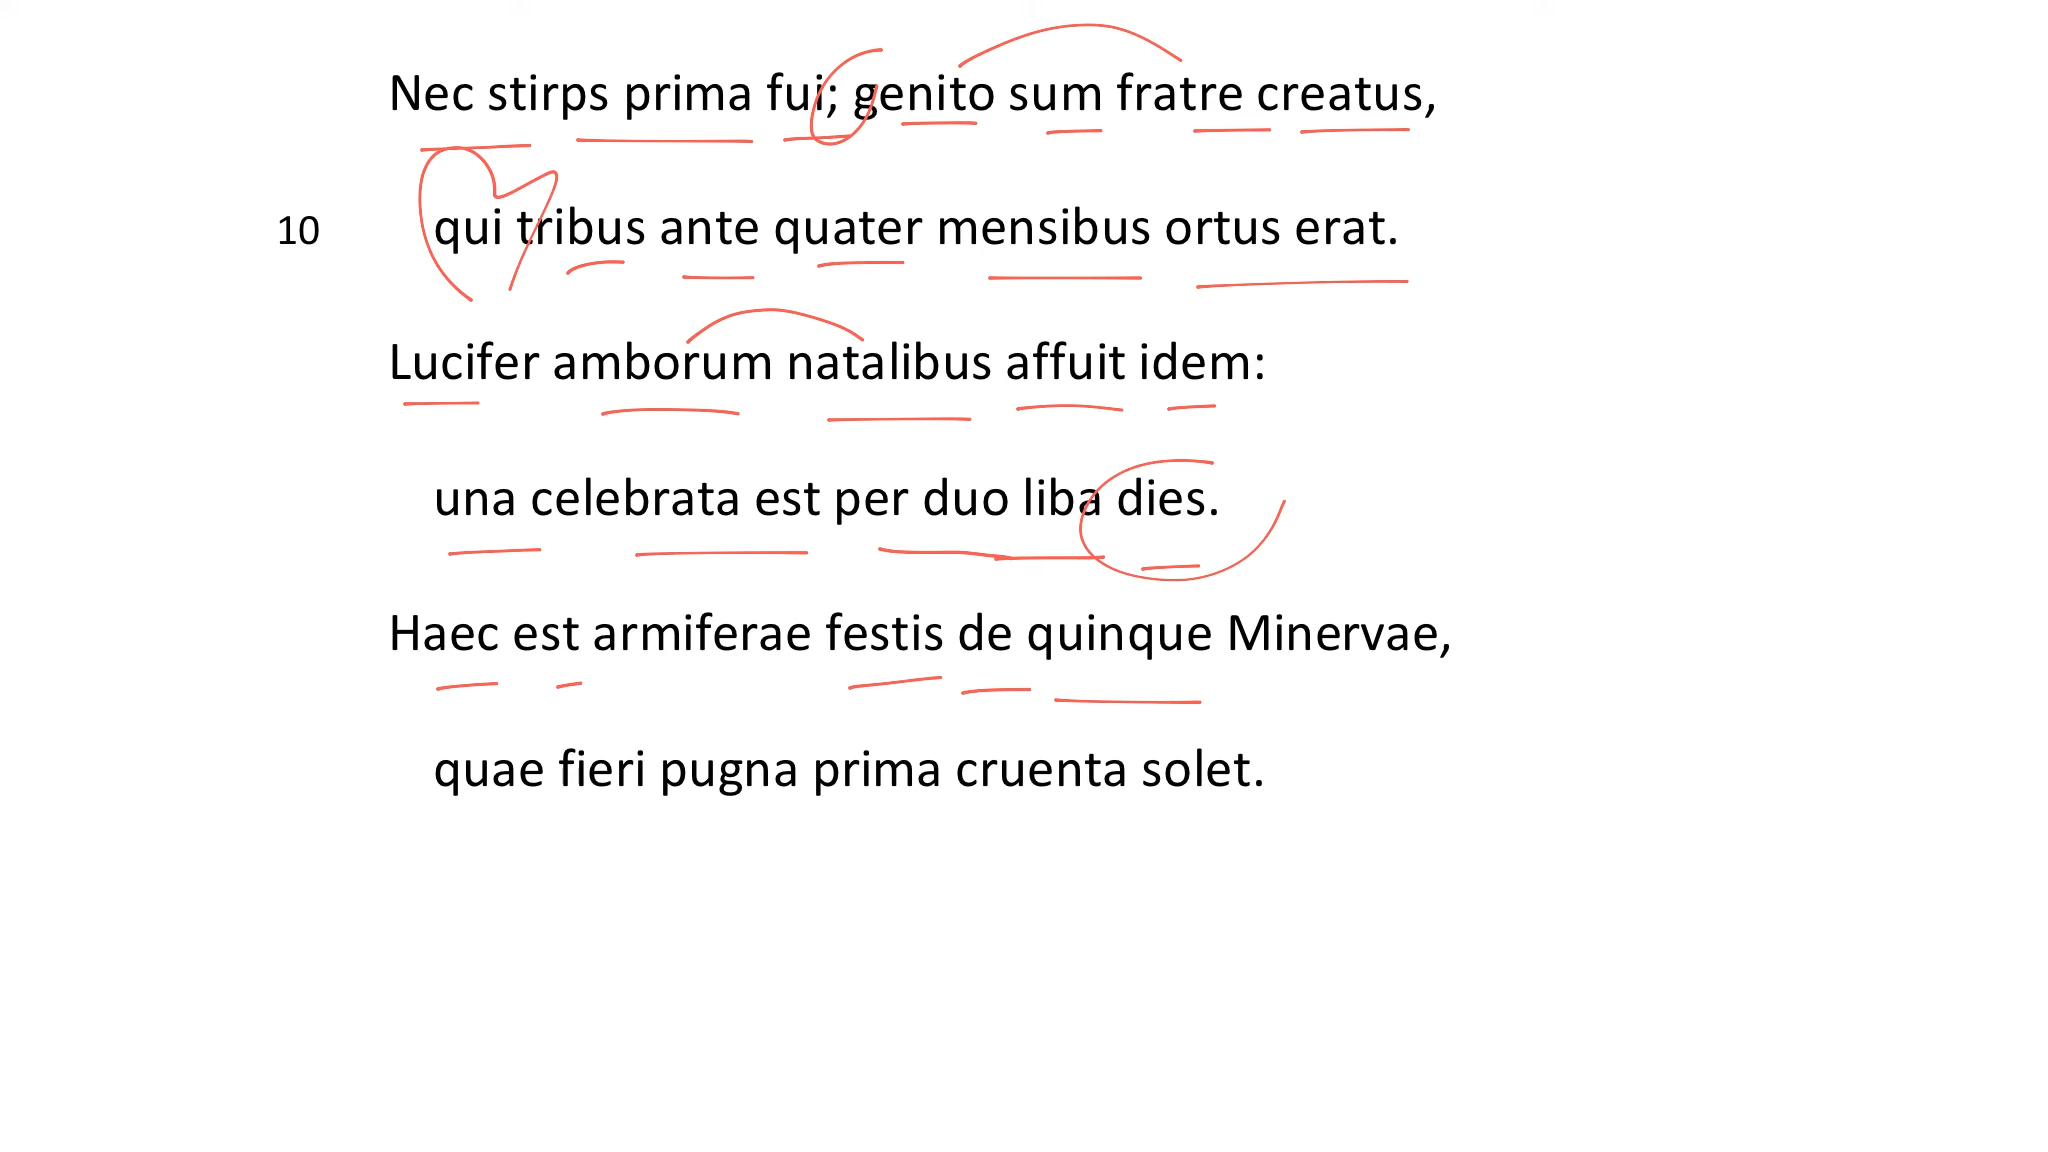 Nec stirps prima fui; genito sum fratre creatus,
10 qui tribus ante quater mensibus ortus erat.
Lucifer amborum natalibus affuit idem:
una celebrata est per duo liba dies.
Haec est armiferae festis de quinque Minervae,
quae fieri pugna prima cruenta solet.